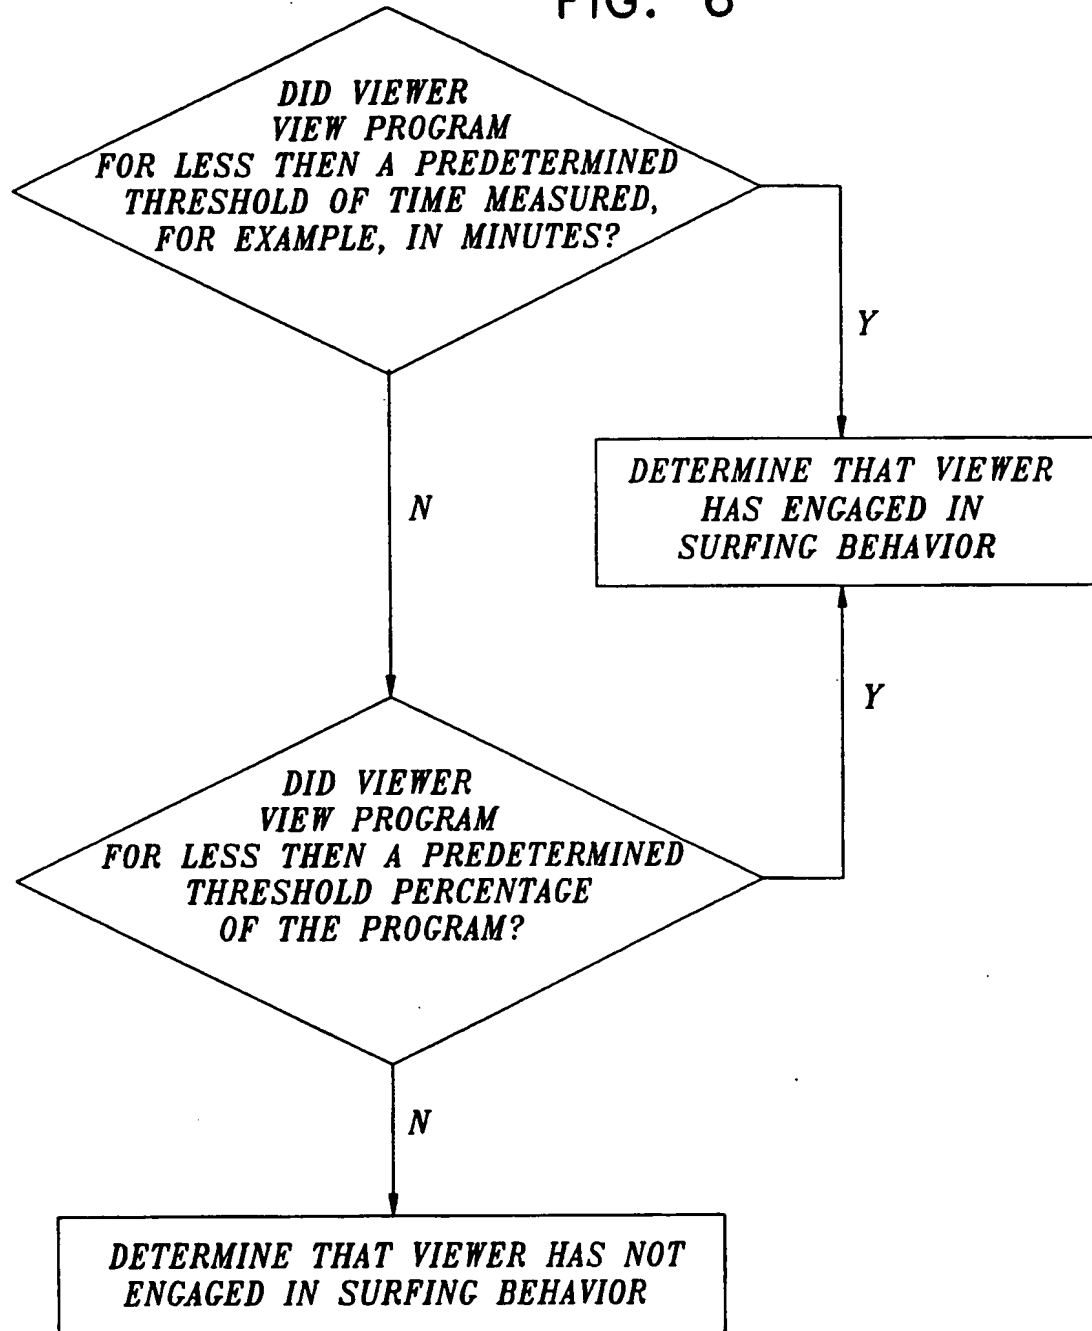 FIG. 6
DID VIEWER
VIEW PROGRAM
FOR LESS THEN A PREDETERMINED
THRESHOLD OF TIME MEASURED,
FOR EXAMPLE, IN MINUTES?
Y
N
DETERMINE THAT VIEWER
HAS ENGAGED IN
SURFING BEHAVIOR
Y
DID VIEWER
VIEW PROGRAM
FOR LESS THEN A PREDETERMINED
THRESHOLD PERCENTAGE
OF THE PROGRAM?
N
DETERMINE THAT VIEWER HAS NOT
ENGAGED IN SURFING BEHAVIOR